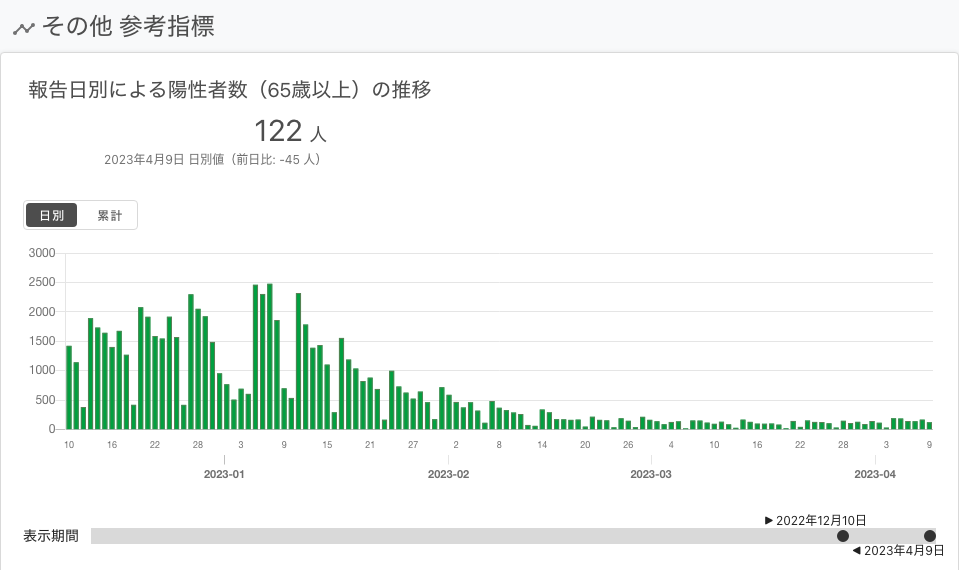 その他 参考指標
報告日別による陽性者数（65歳以上）の推移
122 人
2023年4月9日 日別値（前日比: -45 人）
日別 累計
3000
2500
2000
1500
1000
500
0
10 16 22 28 3 9 15 21 27 2 8 14 20 26 4 10 16 22 28 3 9
2023-01 2023-02 2023-03 2023-04
▶ 2022年12月10日
表示期間
◀ 2023年4月9日